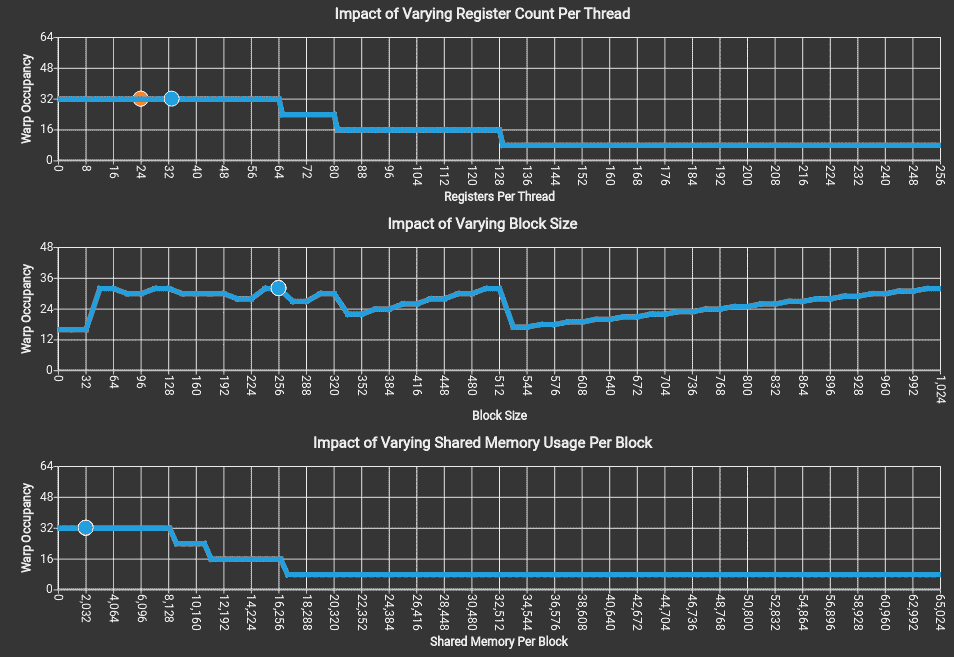 Impact of Varying Register Count Per Thread
64
48
32
16
0
Warp Occupancy
0 8 16 24 32 40 48 56 64 72 80 88 96 104 112 120 128 136 144 152 160 168 176 184 192 200 208 216 224 232 240 248 256
Registers Per Thread
Impact of Varying Block Size
48
36
24
12
0
Warp Occupancy
0 32 64 96 128 160 192 224 256 288 320 352 384 416 448 480 512 544 576 608 640 672 704 736 768 800 832 864 896 928 960 992 1,024
Block Size
Impact of Varying Shared Memory Usage Per Block
64
48
32
16
0
Warp Occupancy
0 2,032 4,064 6,096 8,128 10,160 12,192 14,224 16,256 18,288 20,320 22,352 24,384 26,416 28,448 30,480 32,512 34,544 36,576 38,608 40,640 42,672 44,704 46,736 48,768 50,800 52,832 54,864 56,896 58,928 60,960 62,992 65,024
Shared Memory Per Block